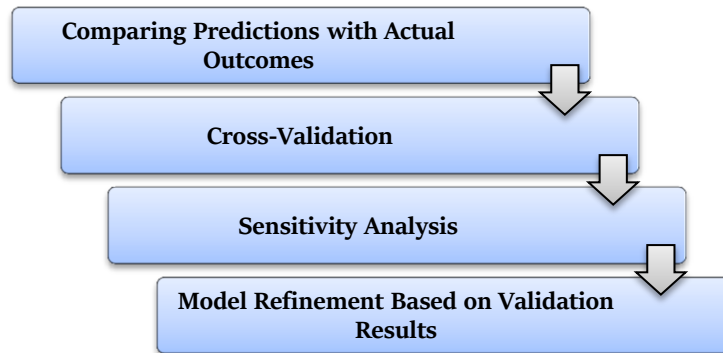 Comparing Predictions with Actual
Outcomes
Cross-Validation
Sensitivity Analysis
Model Refinement Based on Validation
Results